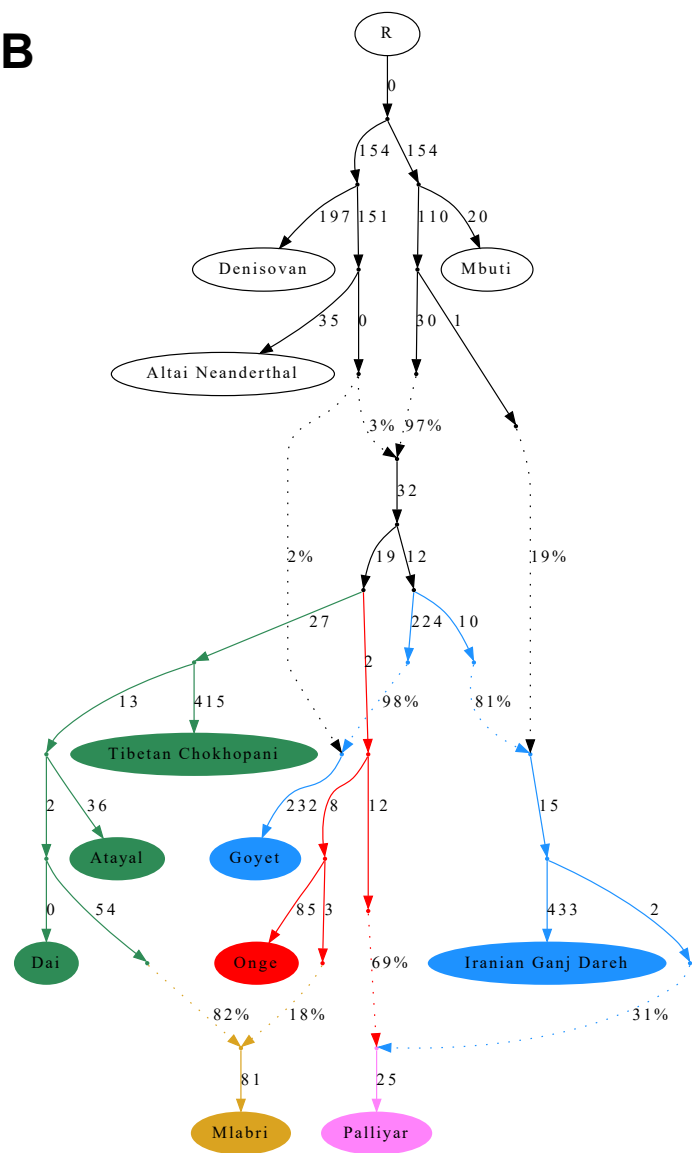 B
R
0
154 154
197 151 110 20
Denisovan Mbuti
35 0 30 1
Altai Neanderthal
3% 97%
32
2% 19 12 19%
27 224 10
2
13 415 98% 81%
Tibetan Chokhopani
2 36 232 8 12 15
Atayal Goyet
0 54 85 3 433 2
Dai Onge 69% Iranian Ganj Dareh
82% 18% 31%
81 25
Mlabri Palliyar